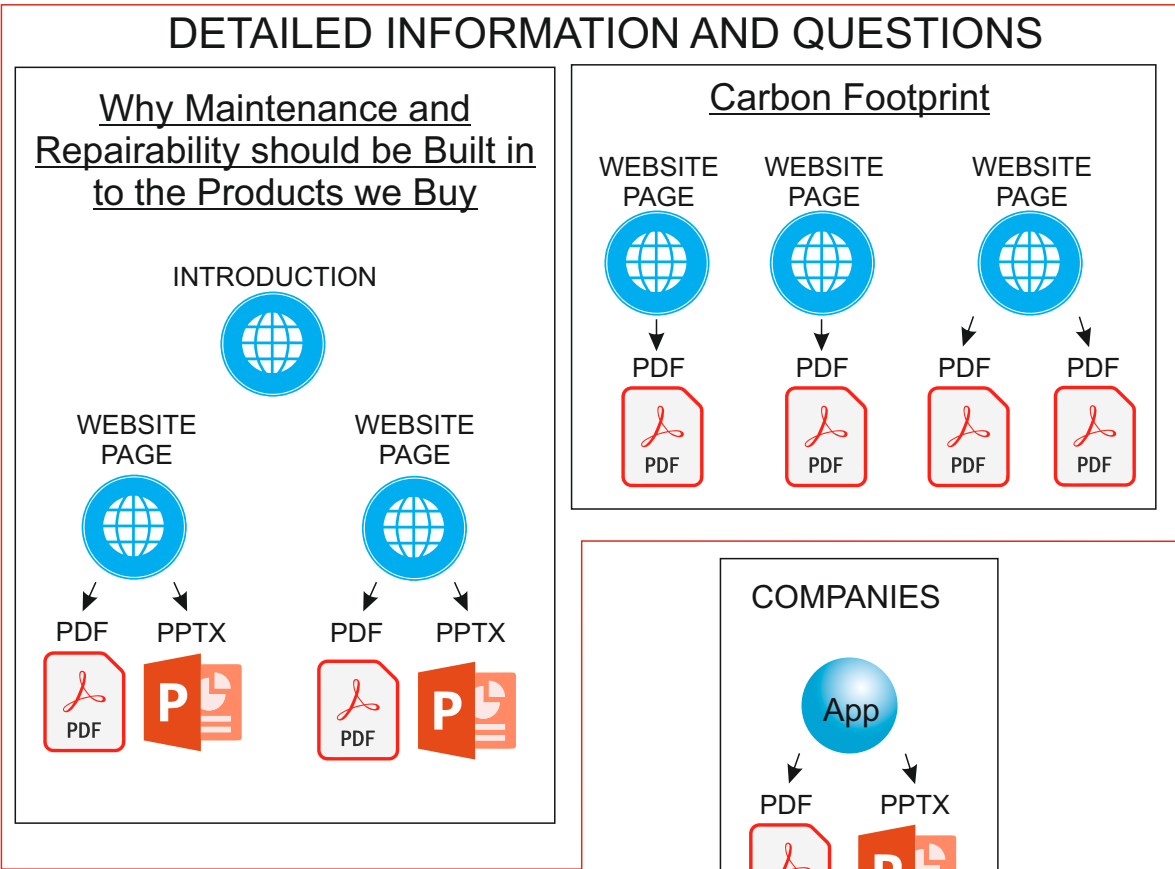 DETAILED INFORMATION AND QUESTIONS
Why Maintenance and
Repairability should be Built in
to the Products we Buy
INTRODUCTION
WEBSITE
PAGE
WEBSITE
PAGE
PDF
PPTX
PDF
PPTX
PDF
P
PDF
P
Carbon Footprint
WEBSITE
PAGE
WEBSITE
PAGE
WEBSITE
PAGE
PDF
PDF
PDF
PDF
PDF
PDF
PDF
PDF
COMPANIES
App
PDF
PPTX
P